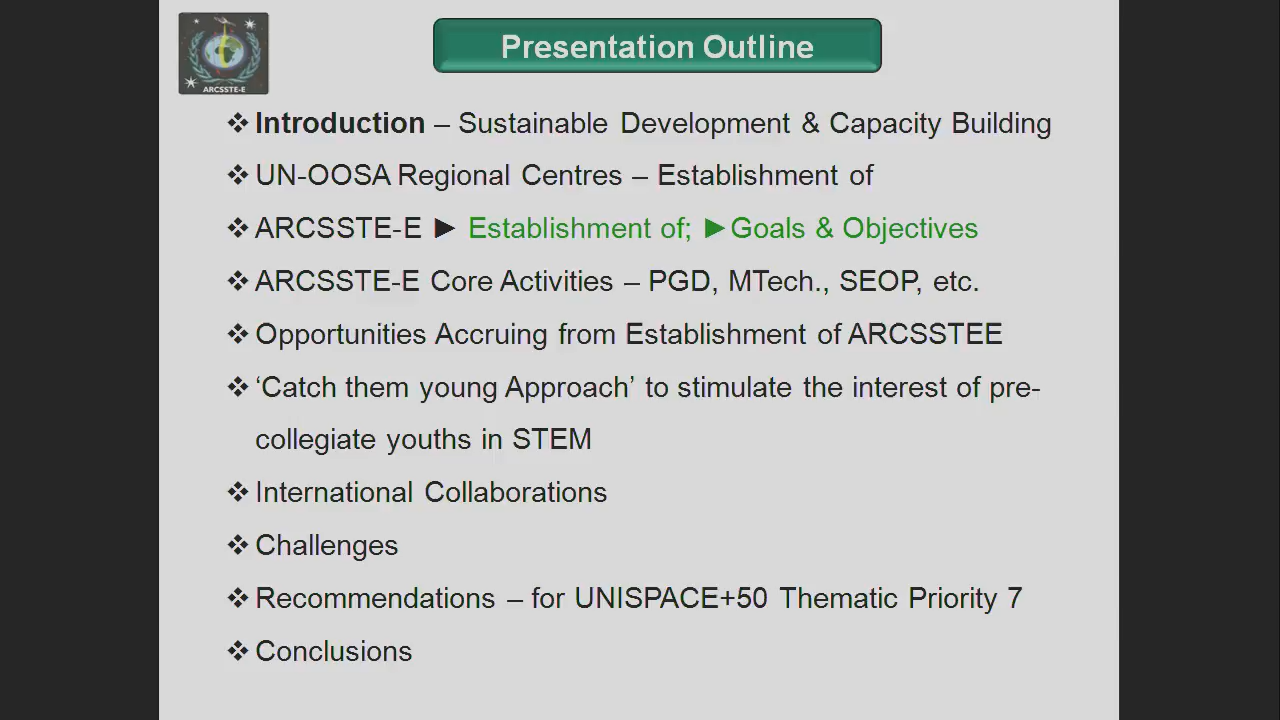 ARCSSTE-E
Presentation Outline
❖ Introduction – Sustainable Development & Capacity Building
❖ UN-OOSA Regional Centres – Establishment of
❖ ARCSSTE-E ► Establishment of; ►Goals & Objectives
❖ ARCSSTE-E Core Activities – PGD, MTech., SEOP, etc.
❖ Opportunities Accruing from Establishment of ARCSSTEE
❖ ‘Catch them young Approach’ to stimulate the interest of pre-
collegiate youths in STEM
❖ International Collaborations
❖ Challenges
❖ Recommendations – for UNISPACE+50 Thematic Priority 7
❖ Conclusions